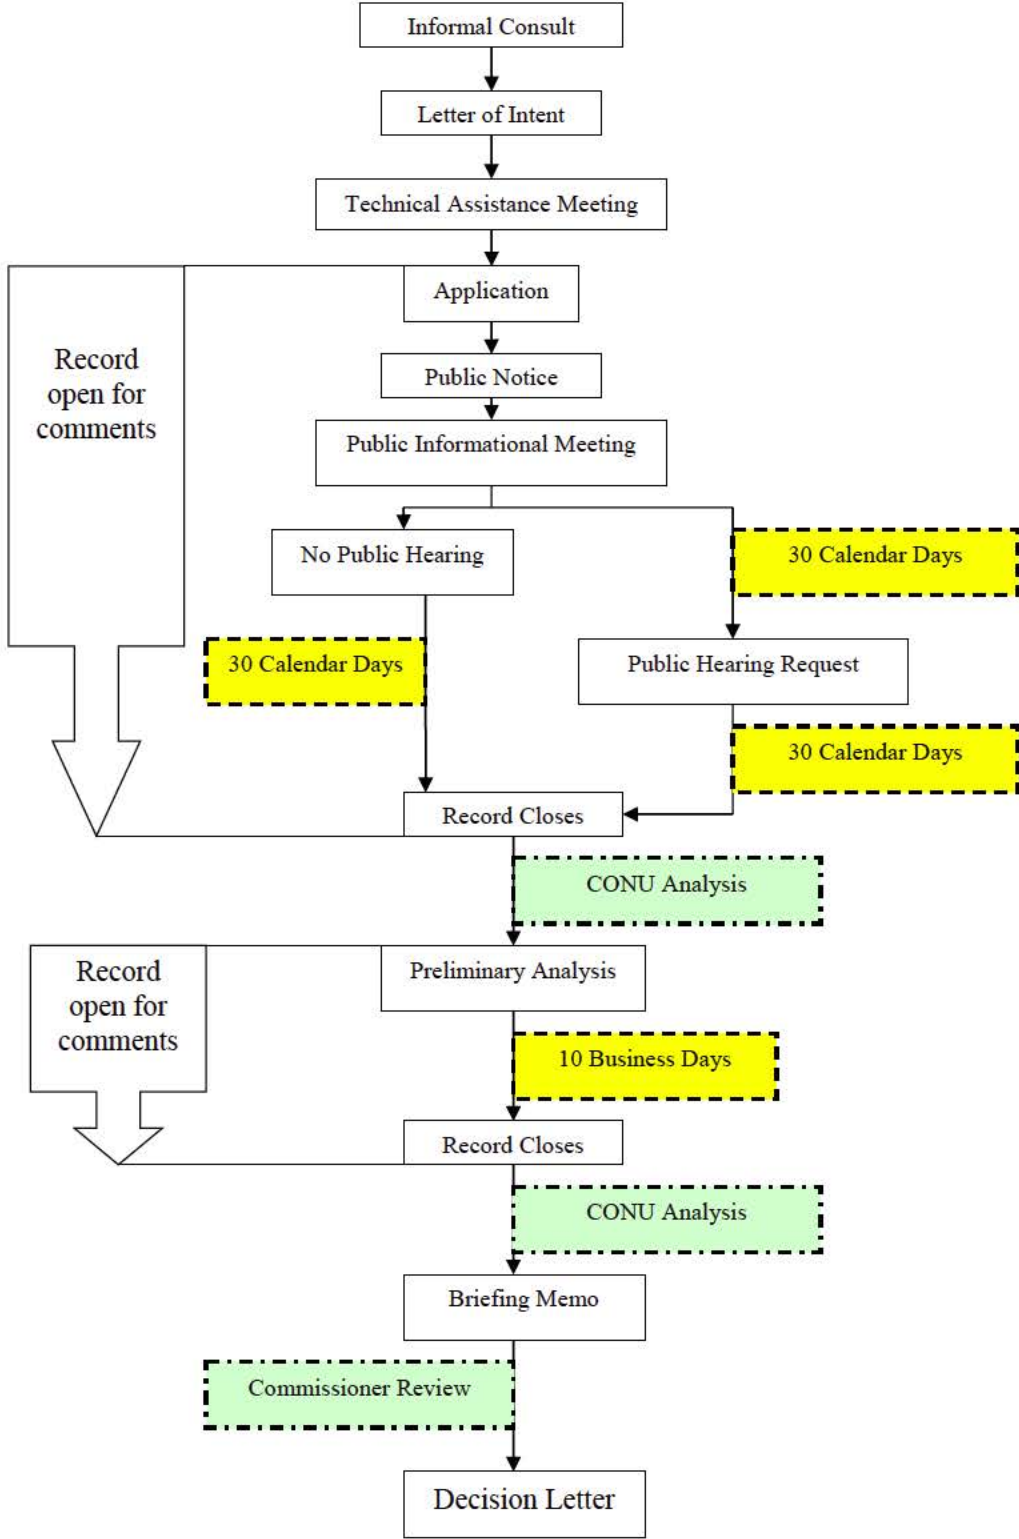 Informal Consult
Letter of Intent
Technical Assistance Meeting
Application
Record
open for
comments
Public Notice
Public Informational Meeting
No Public Hearing
30 Calendar Days
30 Calendar Days
Public Hearing Request
30 Calendar Days
Record Closes
CONU Analysis
Record
open for
comments
Preliminary Analysis
10 Business Days
Record Closes
CONU Analysis
Briefing Memo
Commissioner Review
Decision Letter